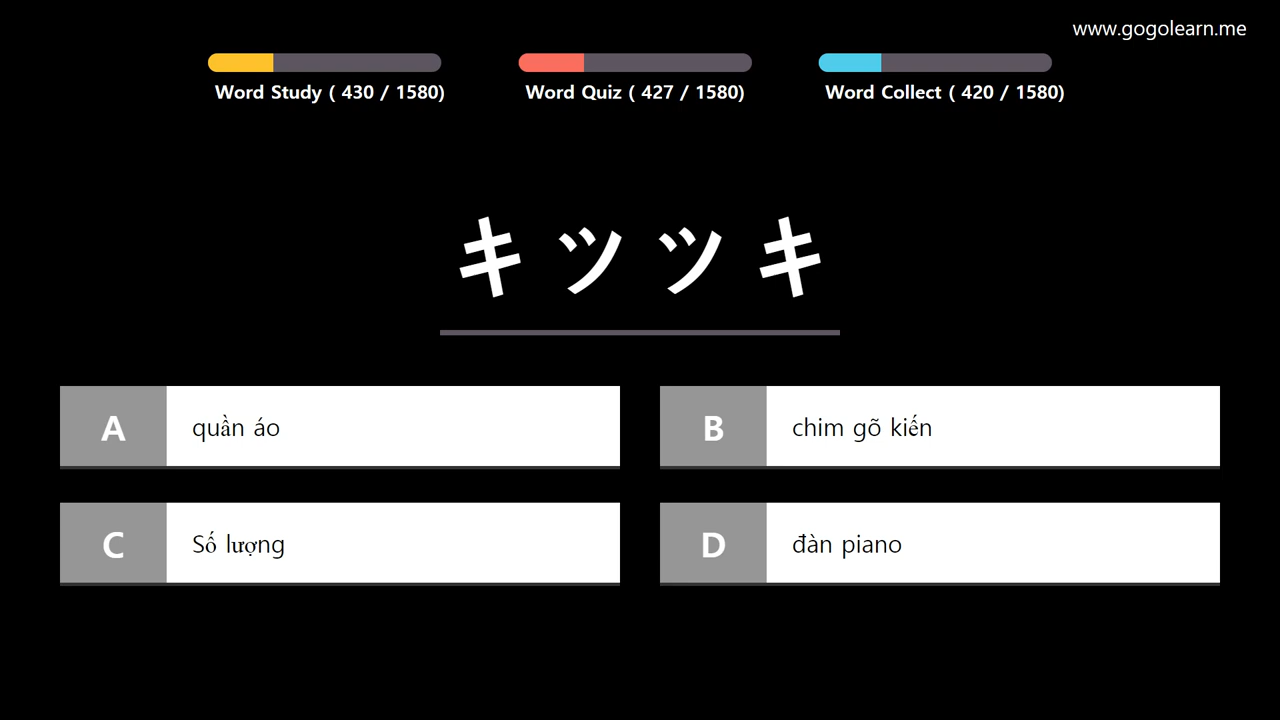 www.gogolearn.me
Word Study ( 430 / 1580)
Word Quiz ( 427 / 1580)
Word Collect ( 420 / 1580)
キツツキ
A quần áo
B chim gõ kiến
C Số lượng
D đàn piano